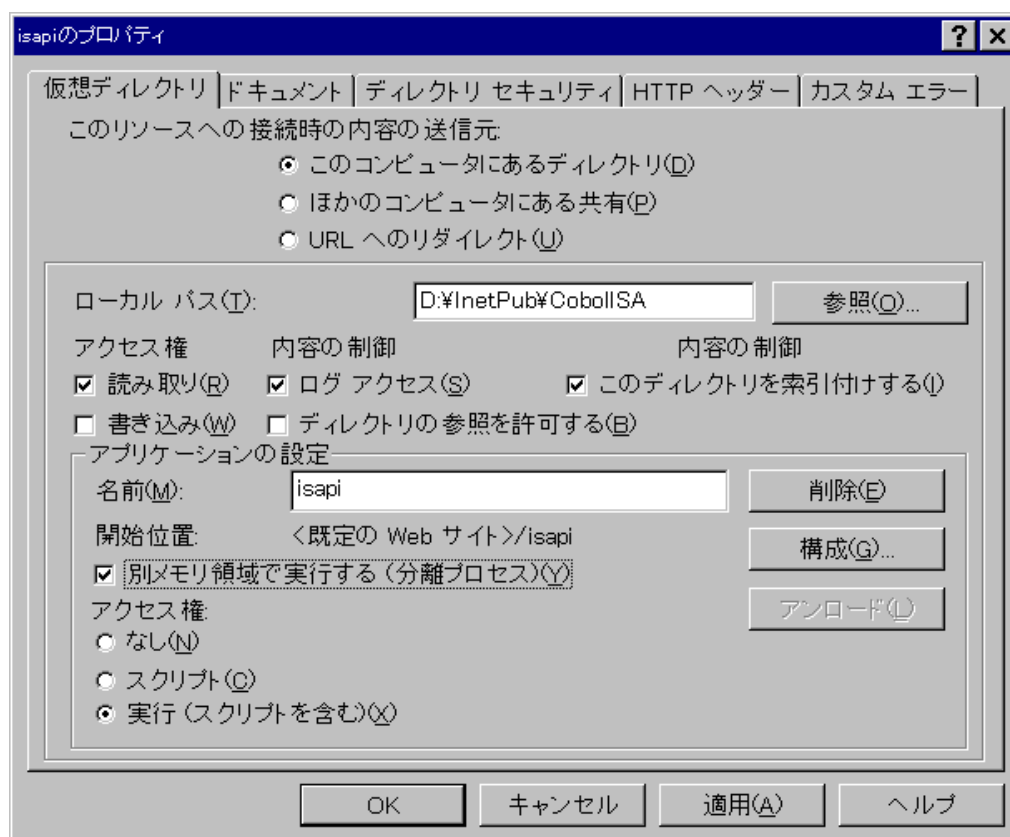 isapiのプロパティ
仮想ディレクトリ ドキュメント ディレクトリ セキュリティ HTTP ヘッダー カスタム エラー
このリソースへの接続時の内容の送信元:
このコンピュータにあるディレクトリ(D)
ほかのコンピュータにある共有(P)
URL へのリダイレクト(U)
ローカル パス(T): D:¥InetPub¥CobolISA 参照(O)...
アクセス権 内容の制御 内容の制御
読み取り(R) ログ アクセス(S) このディレクトリを索引付けする(I)
書き込み(W) ディレクトリの参照を許可する(B)
アプリケーションの設定
名前(M): isapi 削除(E)
開始位置: <既定の Web サイト>/isapi
構成(G)...
別メモリ領域で実行する (分離プロセス)(Y)
アクセス権: アンロード(L)
なし(N)
スクリプト(C)
実行 (スクリプトを含む)(X)
OK キャンセル 適用(A) ヘルプ